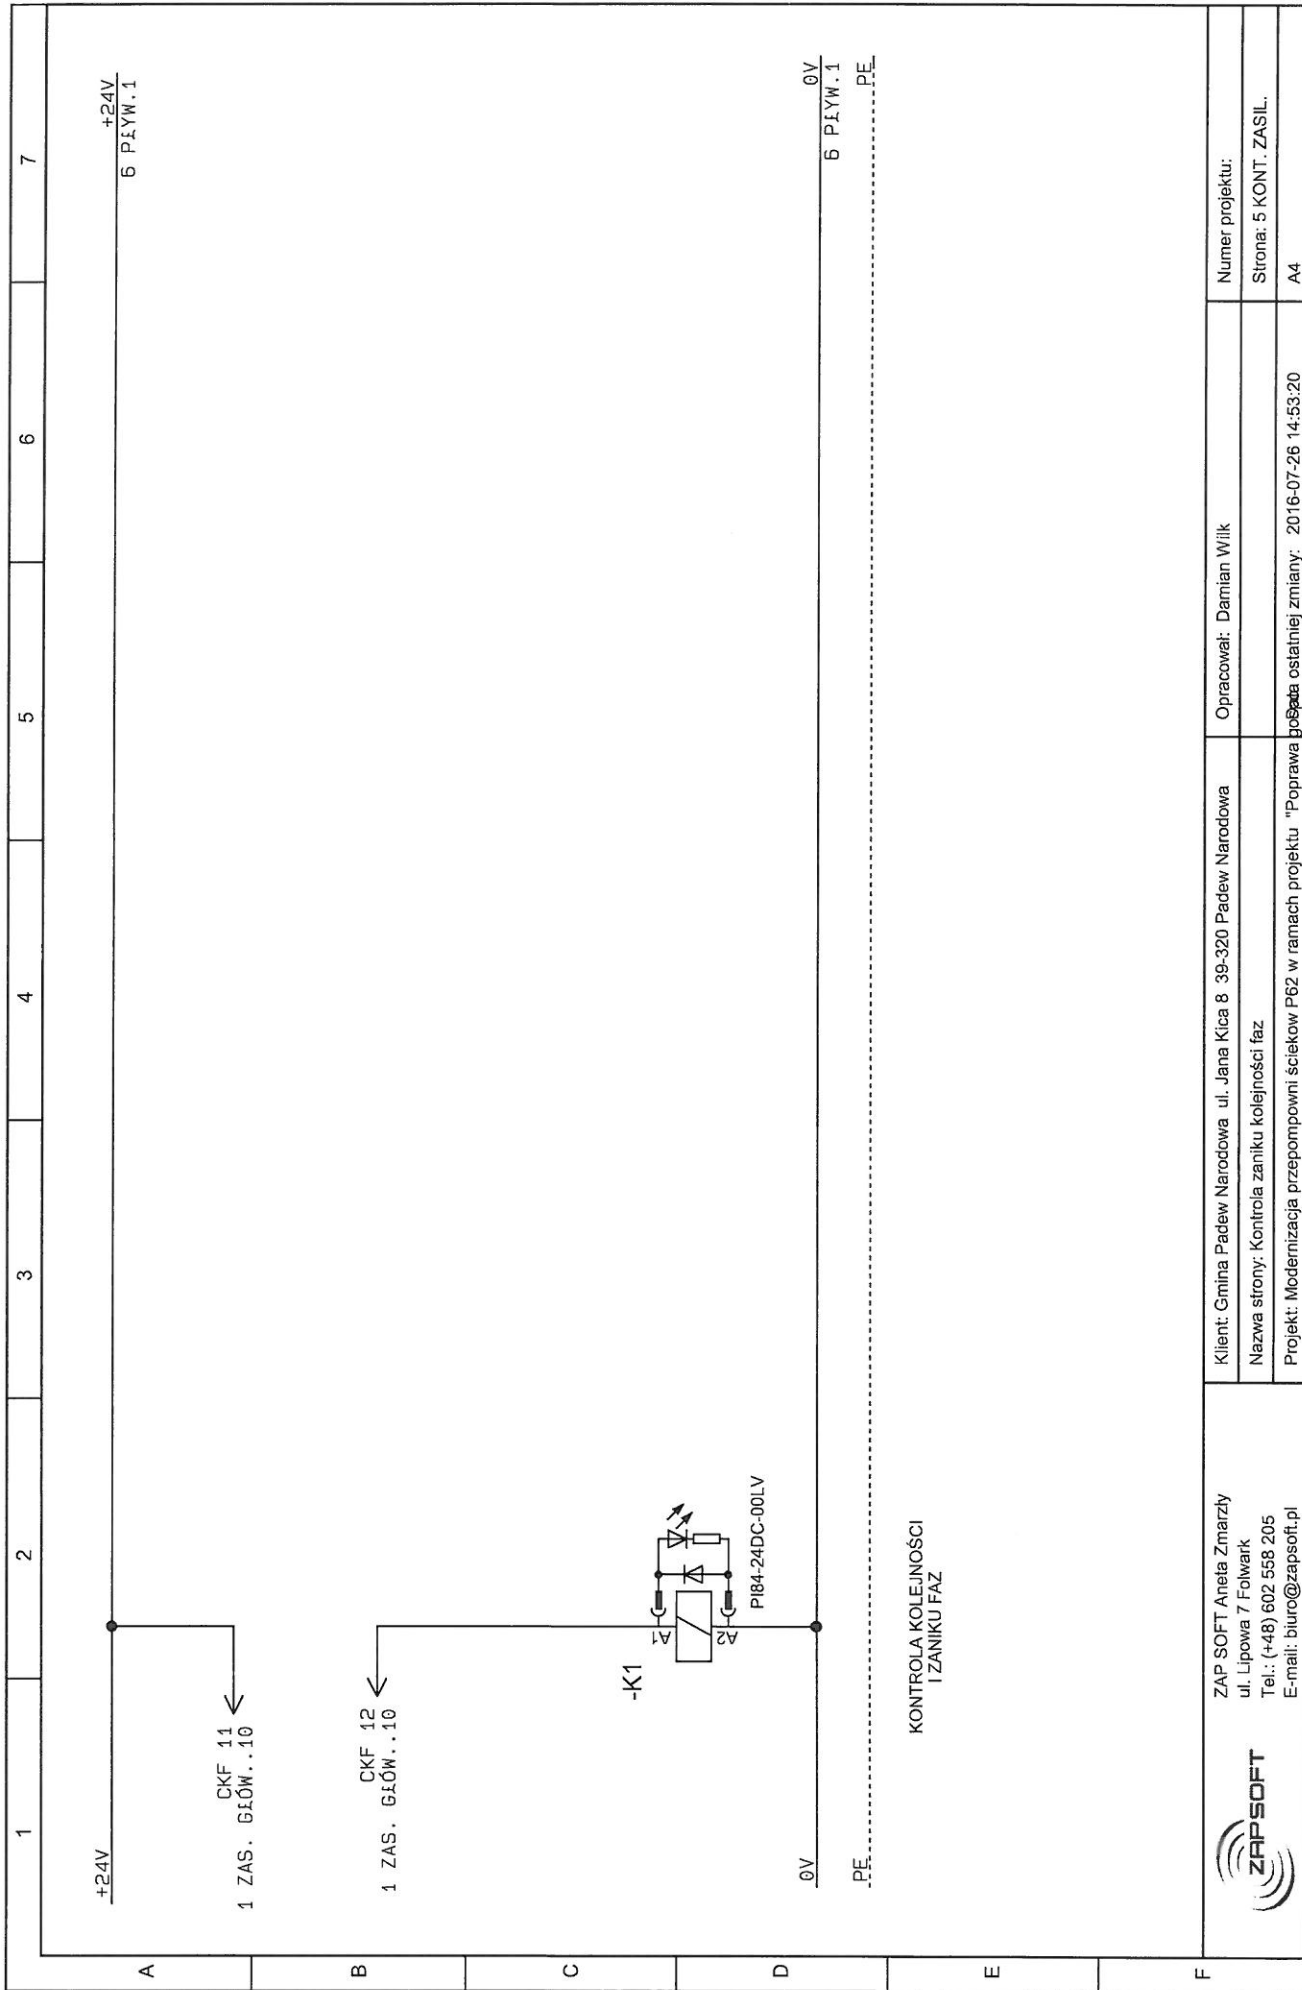 1
2
3
4
5
6
7
A
B
C
D
E
F
+24V
+24V
6 PŁYW.1
CKF 11
1 ZAS. GŁÓW..10
CKF 12
1 ZAS. GŁÓW..10
-K1
A1
A2
PI84-24DC-00LV
0V
0V
6 PŁYW.1
PE
PE
KONTROLA KOLEJNOŚCI
I ZANIKU FAZ
ZAPSOFT
ZAP SOFT Aneta Zmarzły
ul. Lipowa 7 Folwark
Tel.: (+48) 602 558 205
E-mail: biuro@zapsoft.pl
Klient: Gmina Padew Narodowa ul. Jana Kica 8 39-320 Padew Narodowa
Opracował: Damian Wilk
Numer projektu:
Nazwa strony: Kontrola zaniku kolejności faz
Strona: 5 KONT. ZASIL.
Projekt: Modernizacja przepompowni ściekow P62 w ramach projektu "Poprawa ostatniej zmiany: 2016-07-26 14:53:20
A4